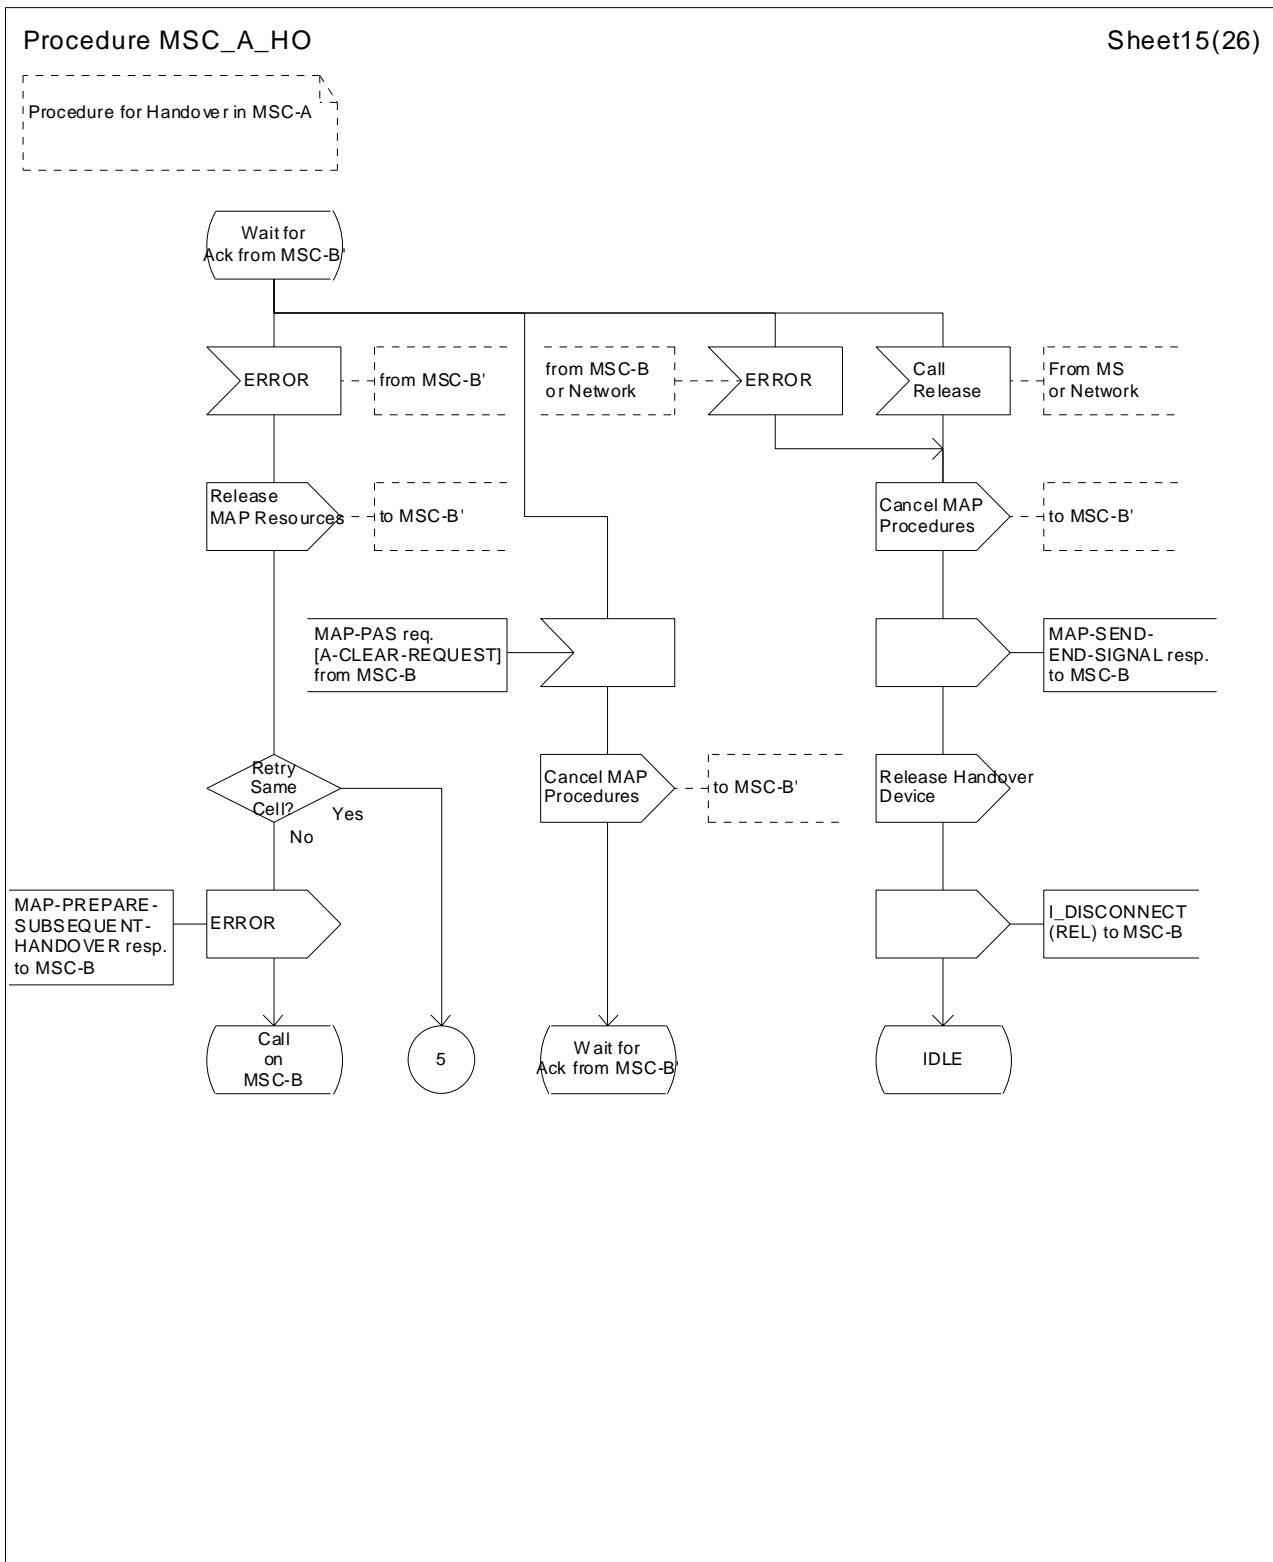 Procedure MSC_A_HO
Sheet15(26)
Procedure for Handover in MSC-A
Wait for
Ack from MSC-B'
ERROR
from MSC-B'
from MSC-B
or Network
ERROR
Call
Release
From MS
or Network
Release
MAP Resources
to MSC-B'
Cancel MAP
Procedures
to MSC-B'
MAP-PAS req.
[A-CLEAR-REQUEST]
from MSC-B
MAP-SEND-
END-SIGNAL resp.
to MSC-B
Retry
Same
Cell?
Yes
No
Cancel MAP
Procedures
to MSC-B'
Release Handover
Device
MAP-PREPARE-
SUBSEQUENT-
HANDOVER resp.
to MSC-B
ERROR
I_DISCONNECT
(REL) to MSC-B
Call
on
MSC-B
5
Wait for
Ack from MSC-B'
IDLE